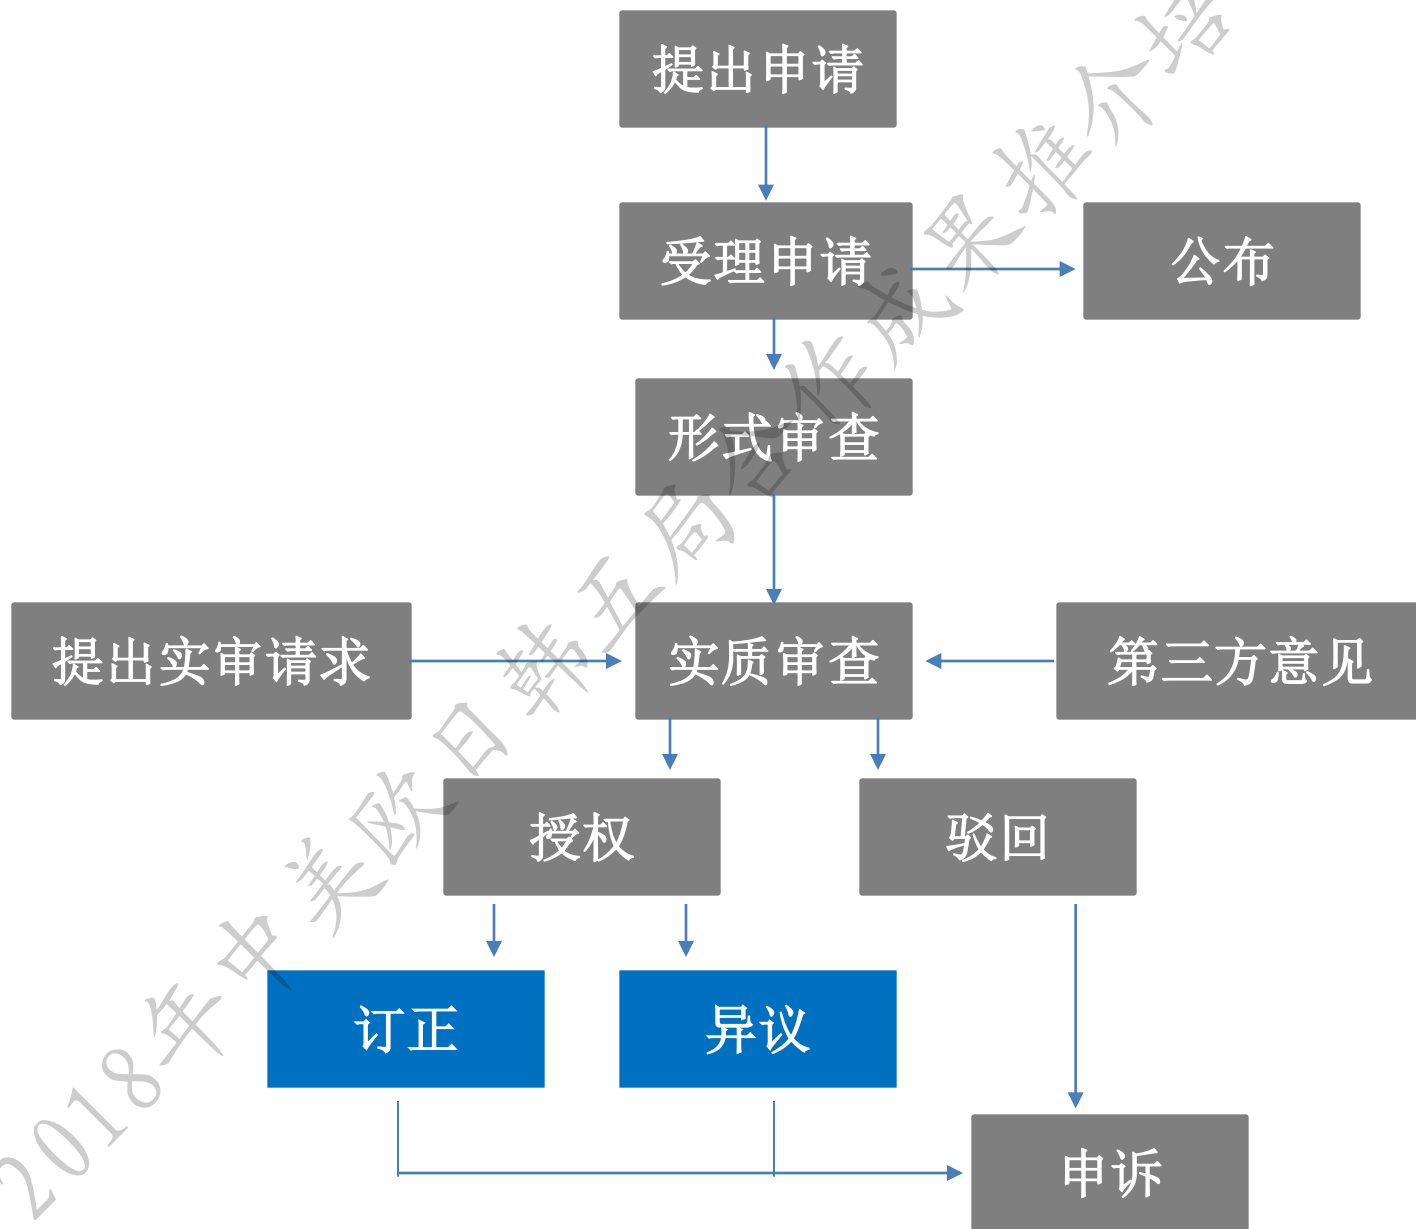 提出申请
受理申请
公布
形式审查
提出实审请求
实质审查
第三方意见
授权
驳回
订正
异议
申诉
2018年中美欧日韩五局合作成果推介培